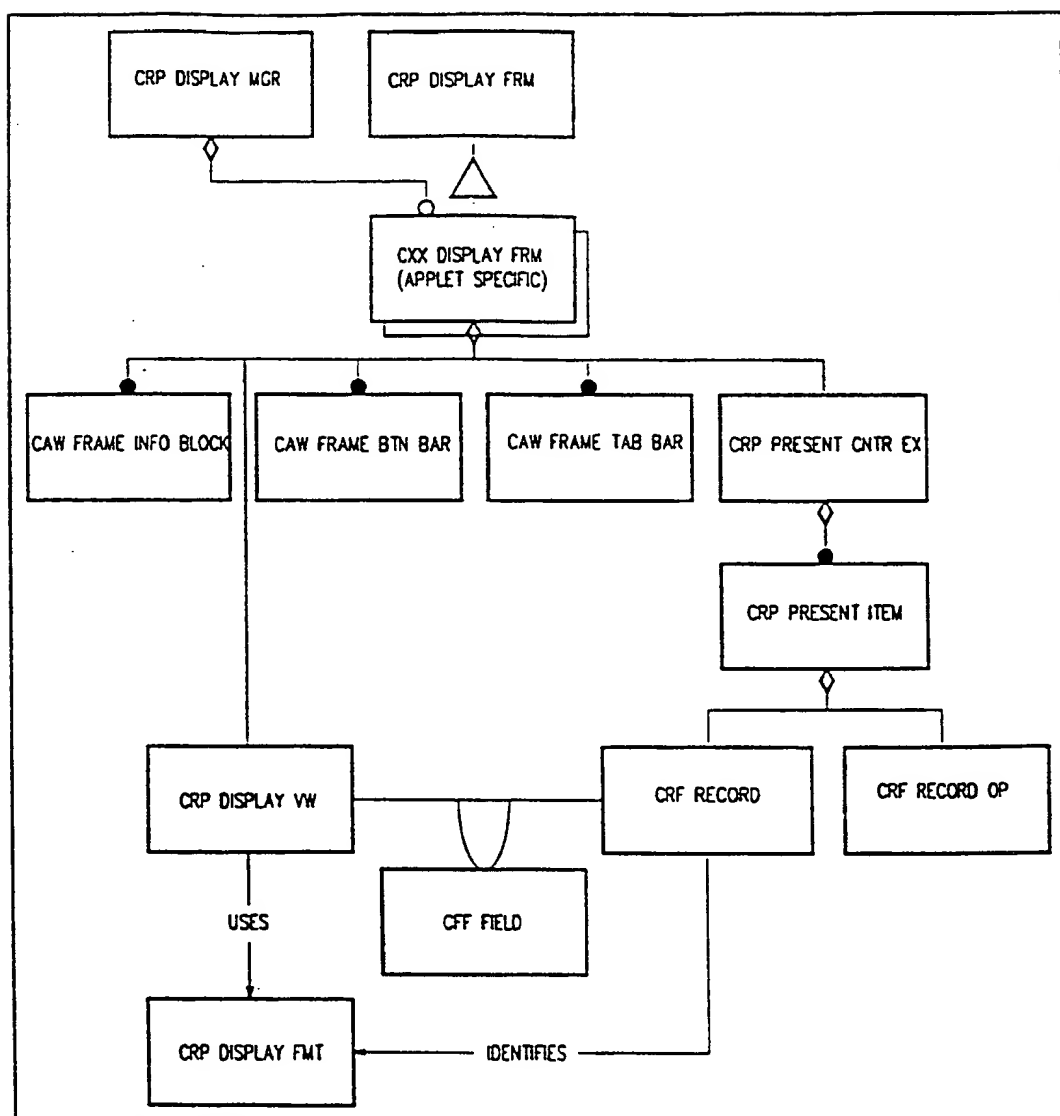 CRP DISPLAY MGR
CRP DISPLAY FRM
CXX DISPLAY FRM
(APPLET SPECIFIC)
CAW FRAME INFO BLOCK
CAW FRAME BTN BAR
CAW FRAME TAB BAR
CRP PRESENT CNTR EX
CRP PRESENT ITEM
CRP DISPLAY VW
CRF RECORD
CRF RECORD OP
CFF FIELD
USES
CRP DISPLAY FMT
IDENTIFIES